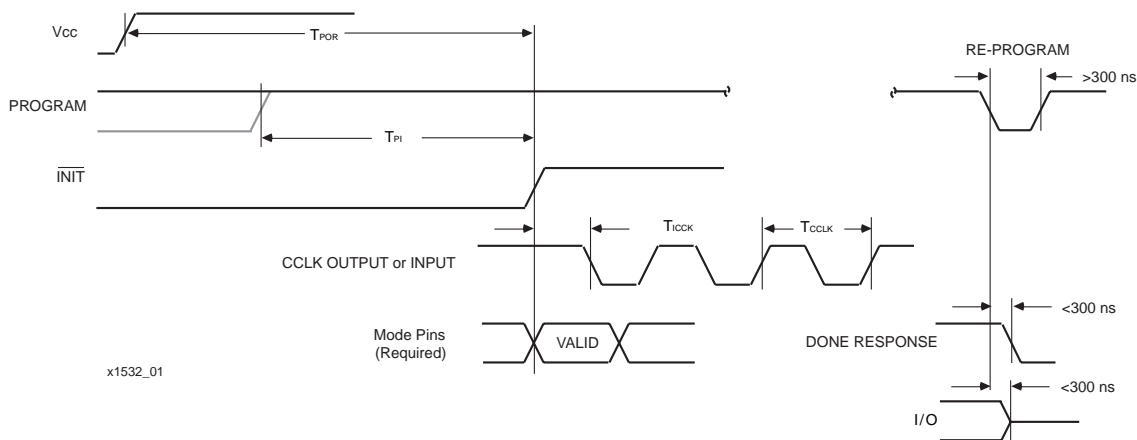 Vcc
TPOR
RE-PROGRAM
>300 ns
PROGRAM
TPI
INIT
TICCK
TCCLK
CCLK OUTPUT or INPUT
<300 ns
Mode Pins
(Required)
VALID
DONE RESPONSE
x1532_01
<300 ns
I/O